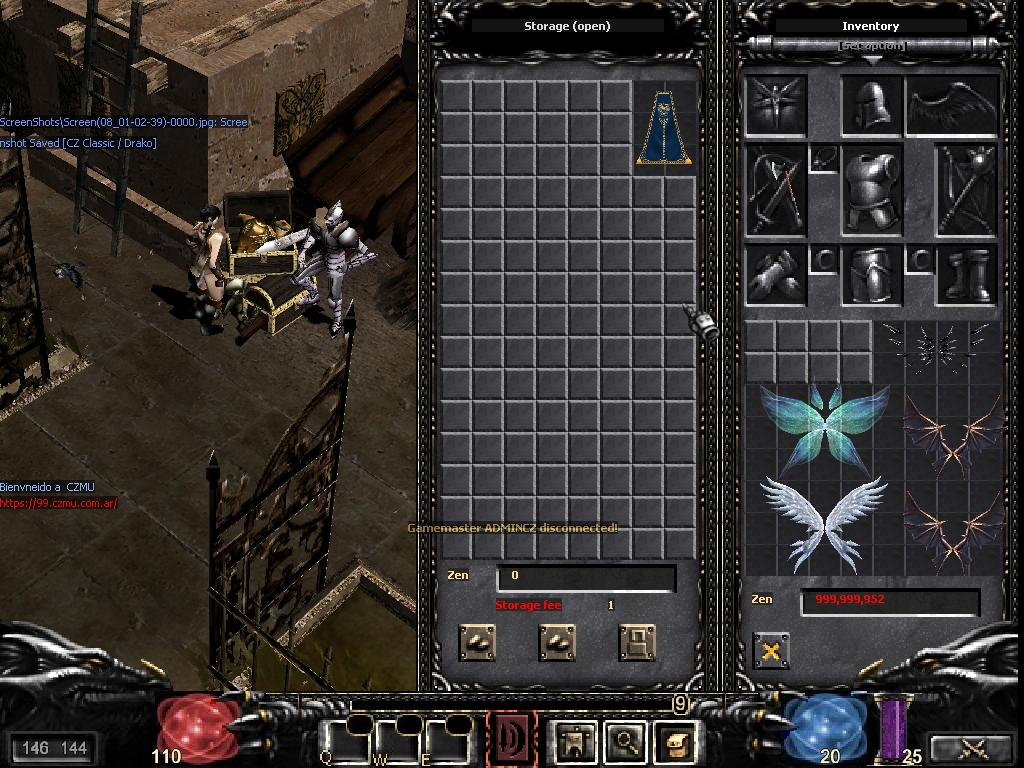 Storage (open)
Inventory
[Set option]
ScreenShots\Screen(08_01-02-39)-0000.jpg: Scree
nshot Saved [CZ Classic / Drako]
Bienvneido a CZMU
https://99.czmu.com.ar/
Gamemaster ADMINCZ disconnected!
Zen 0
Storage fee 1
Zen 999,999,952
146 144
110
Q W E
9
20
25